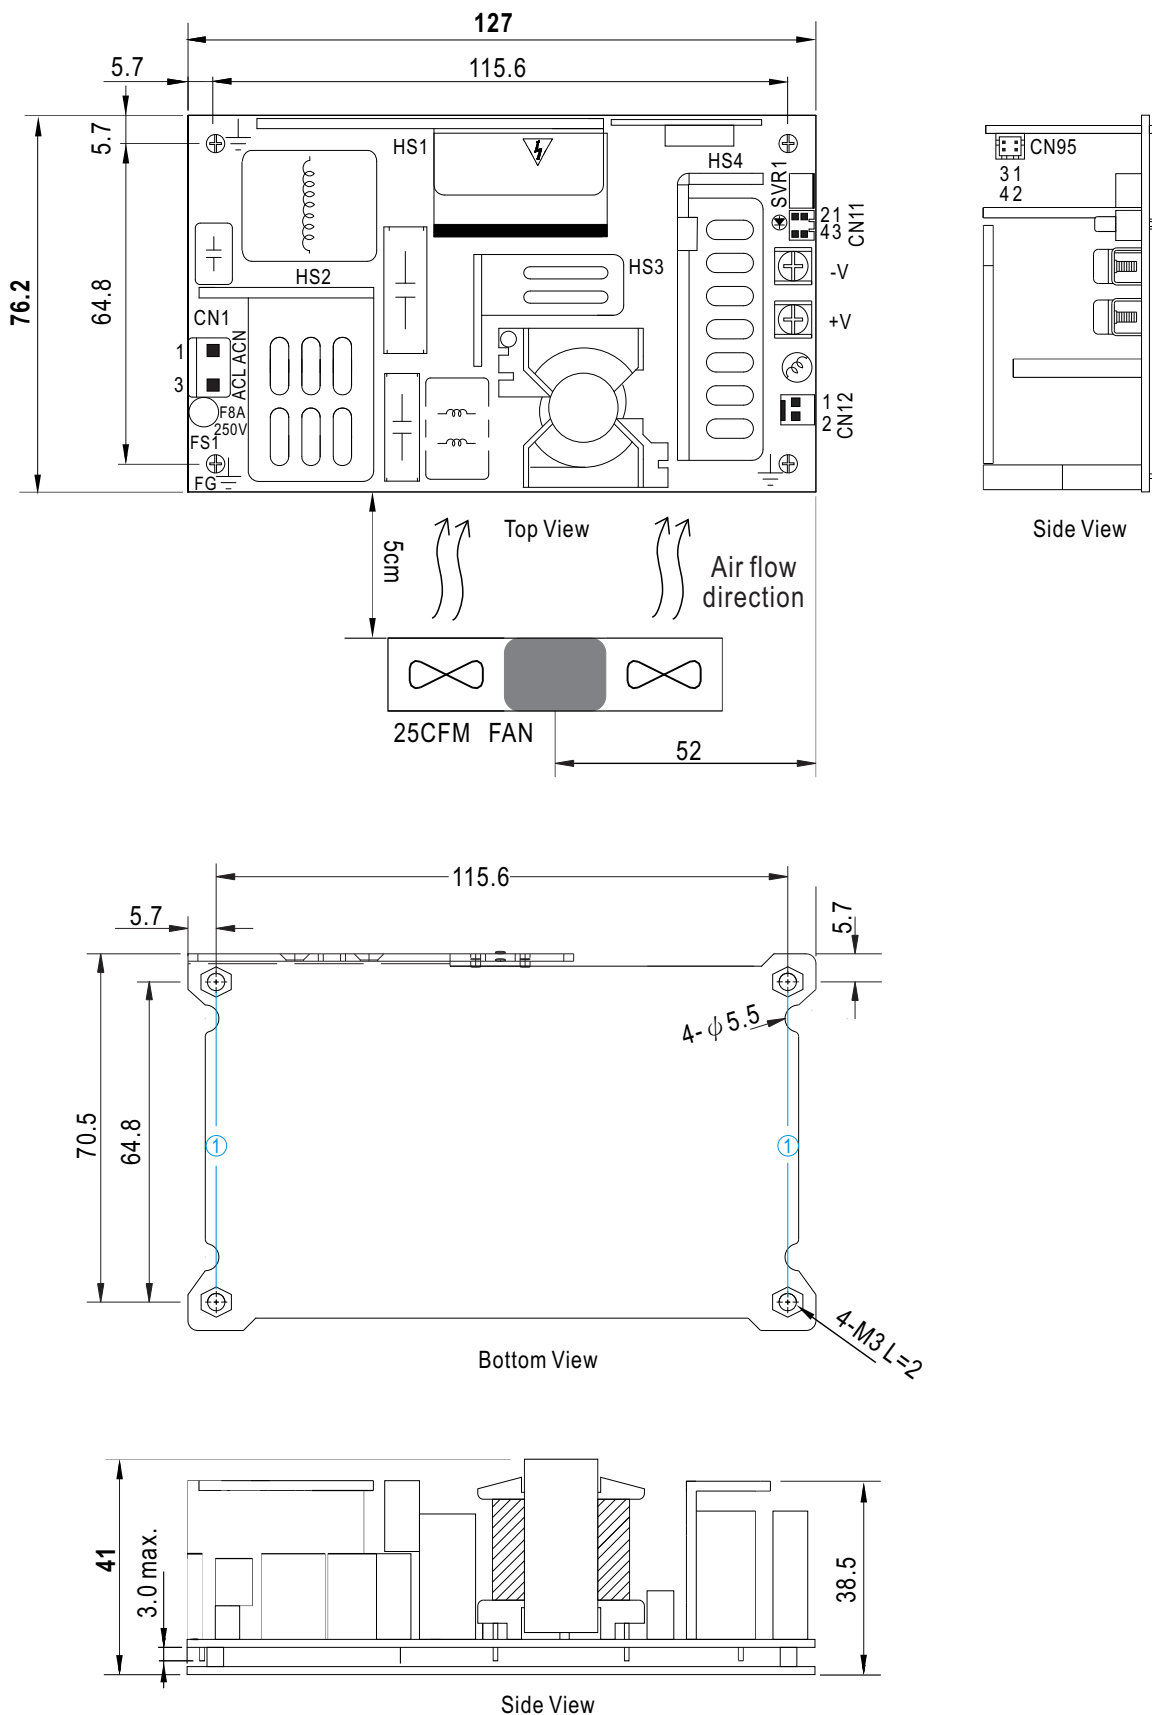 127
5.7
115.6
5.7
64.8
76.2
HS1
HS4
SVR1
21
43
CN11
HS2
HS3
-V
+V
CN1
1
3
ACL ACN
F8A
250V
FS1
FG
1
2
CN12
CN95
31
42
5cm
Top View
Side View
Air flow
direction
25CFM FAN
52
115.6
5.7
5.7
4-φ5.5
70.5
64.8
1
1
4-M3 L=2
Bottom View
41
3.0 max.
38.5
Side View